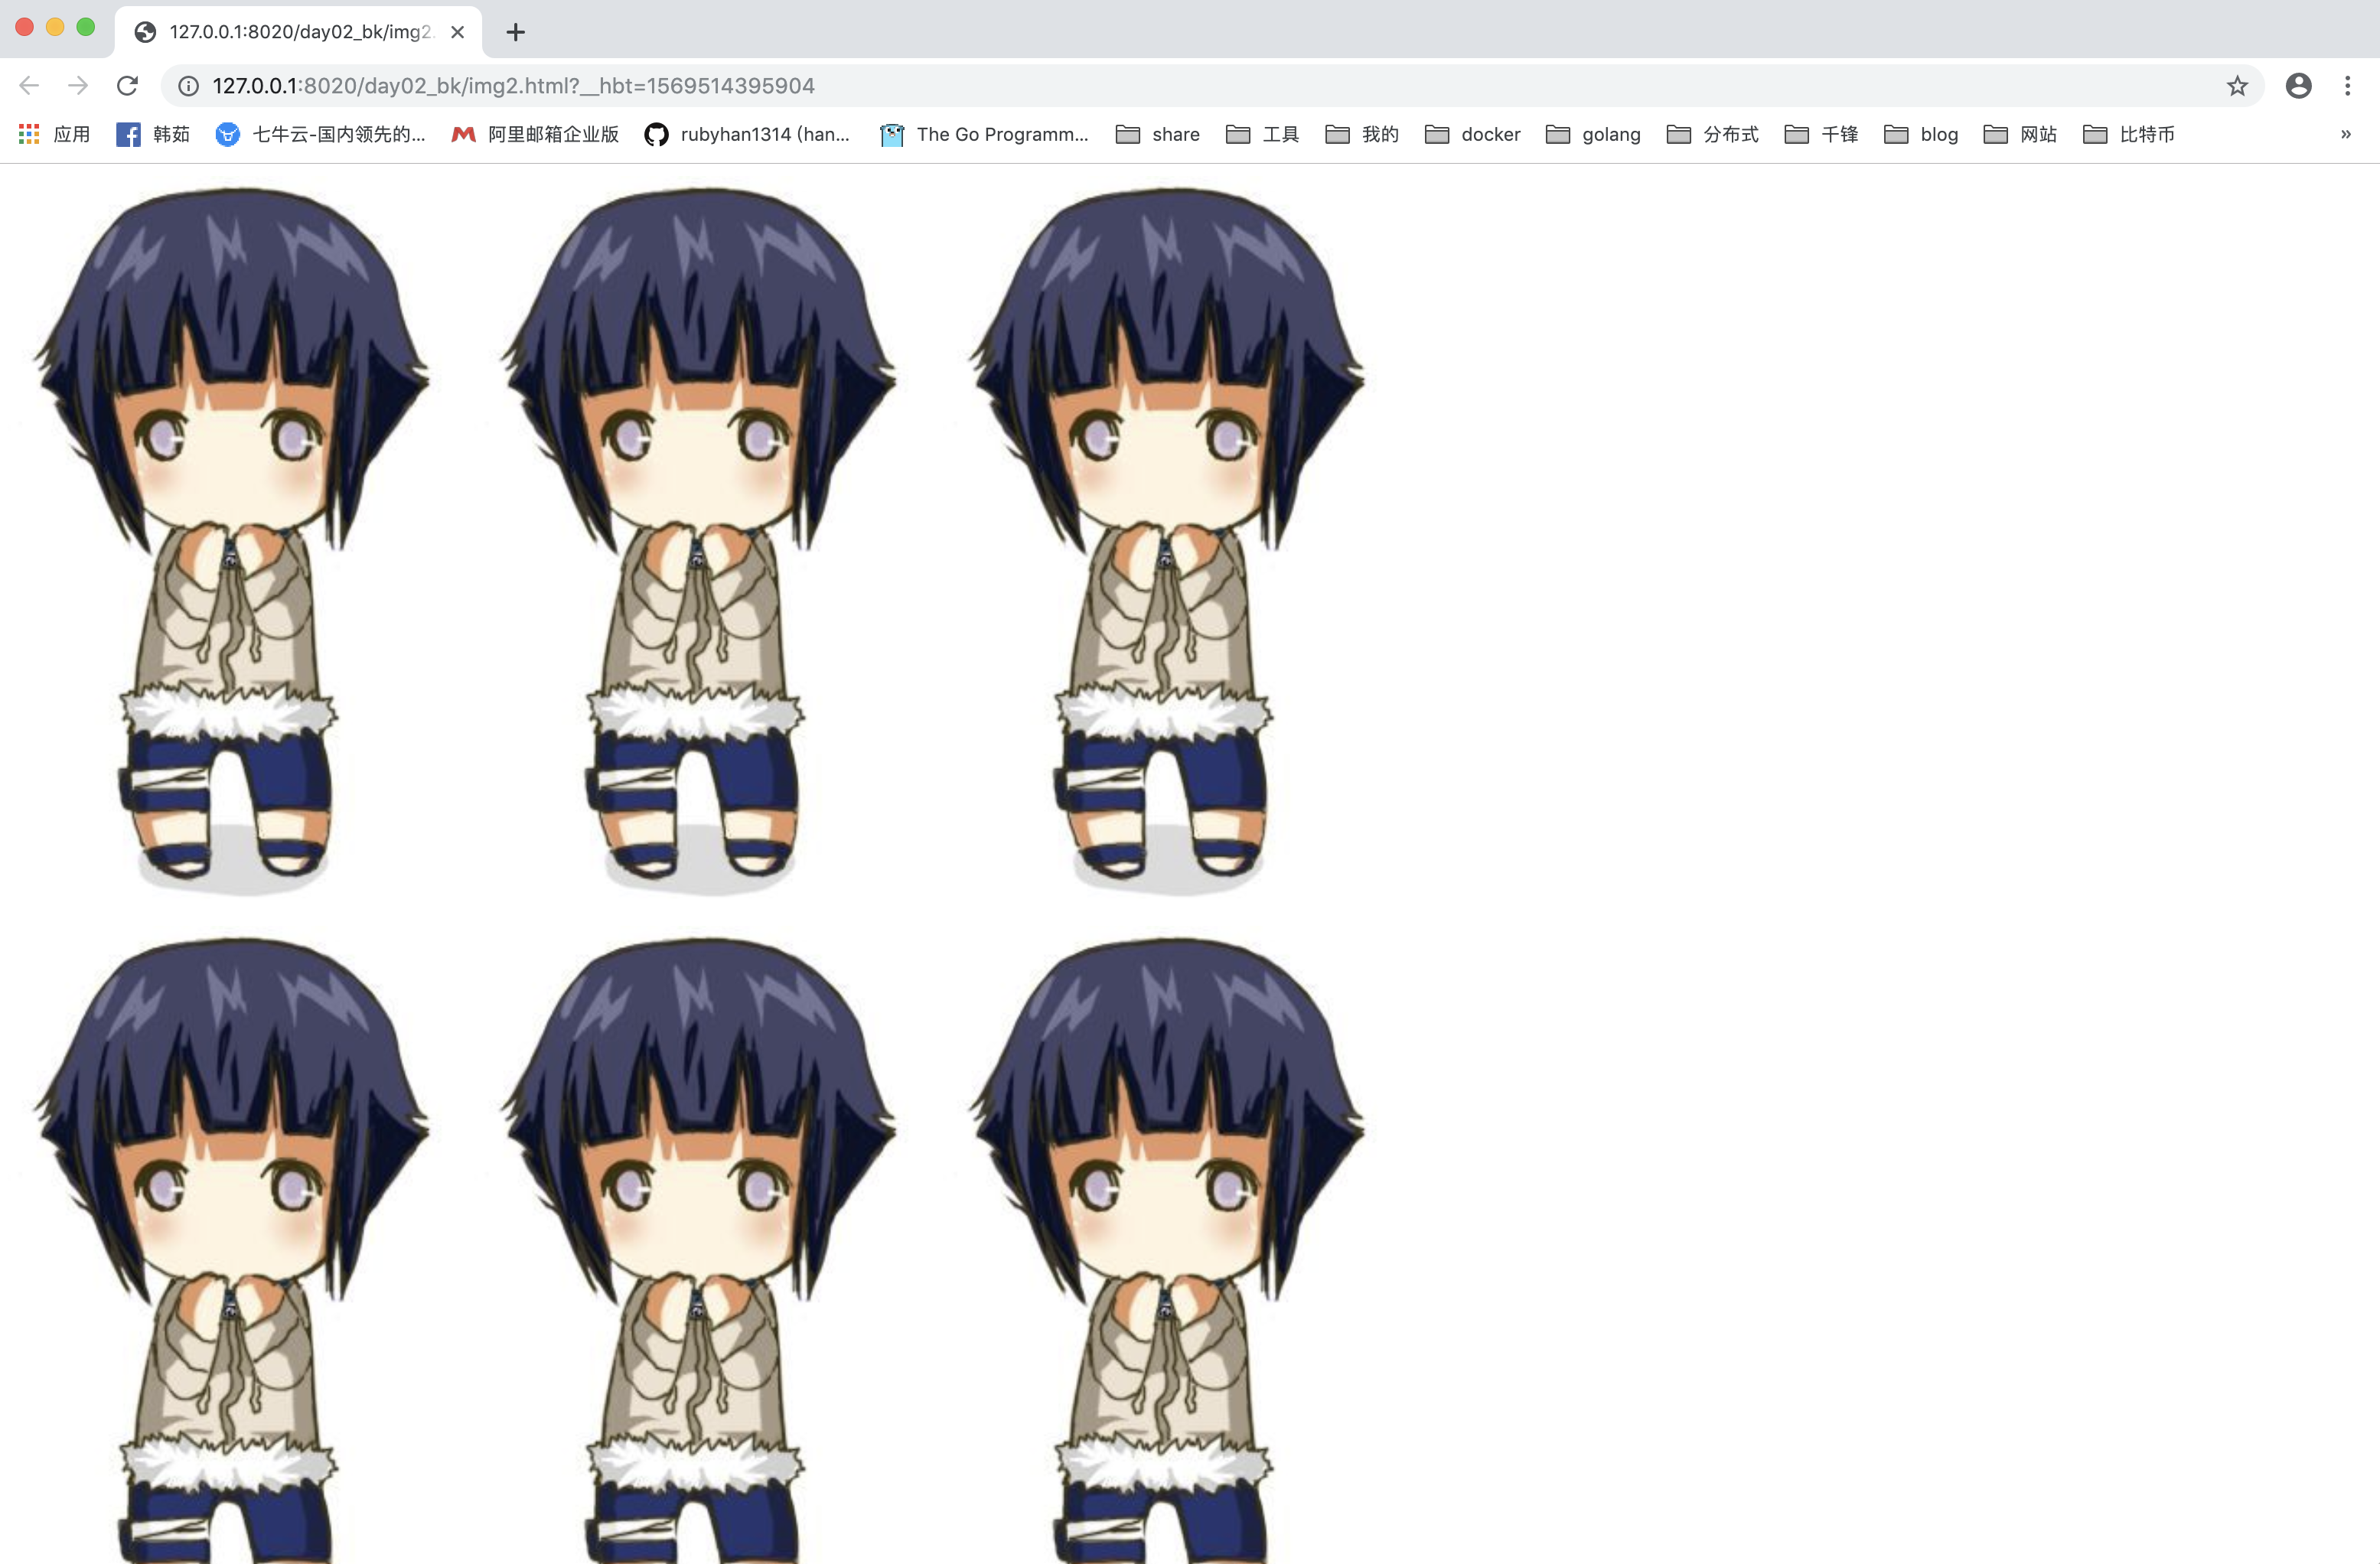 127.0.0.1:8020/day02_bk/img2.
127.0.0.1:8020/day02_bk/img2.html?__hbt=1569514395904
应用 韩茹 七牛云-国内领先的... 阿里邮箱企业版 rubyhan1314 (han... The Go Programm... share 工具 我的 docker golang 分布式 千锋 blog 网站 比特币 »